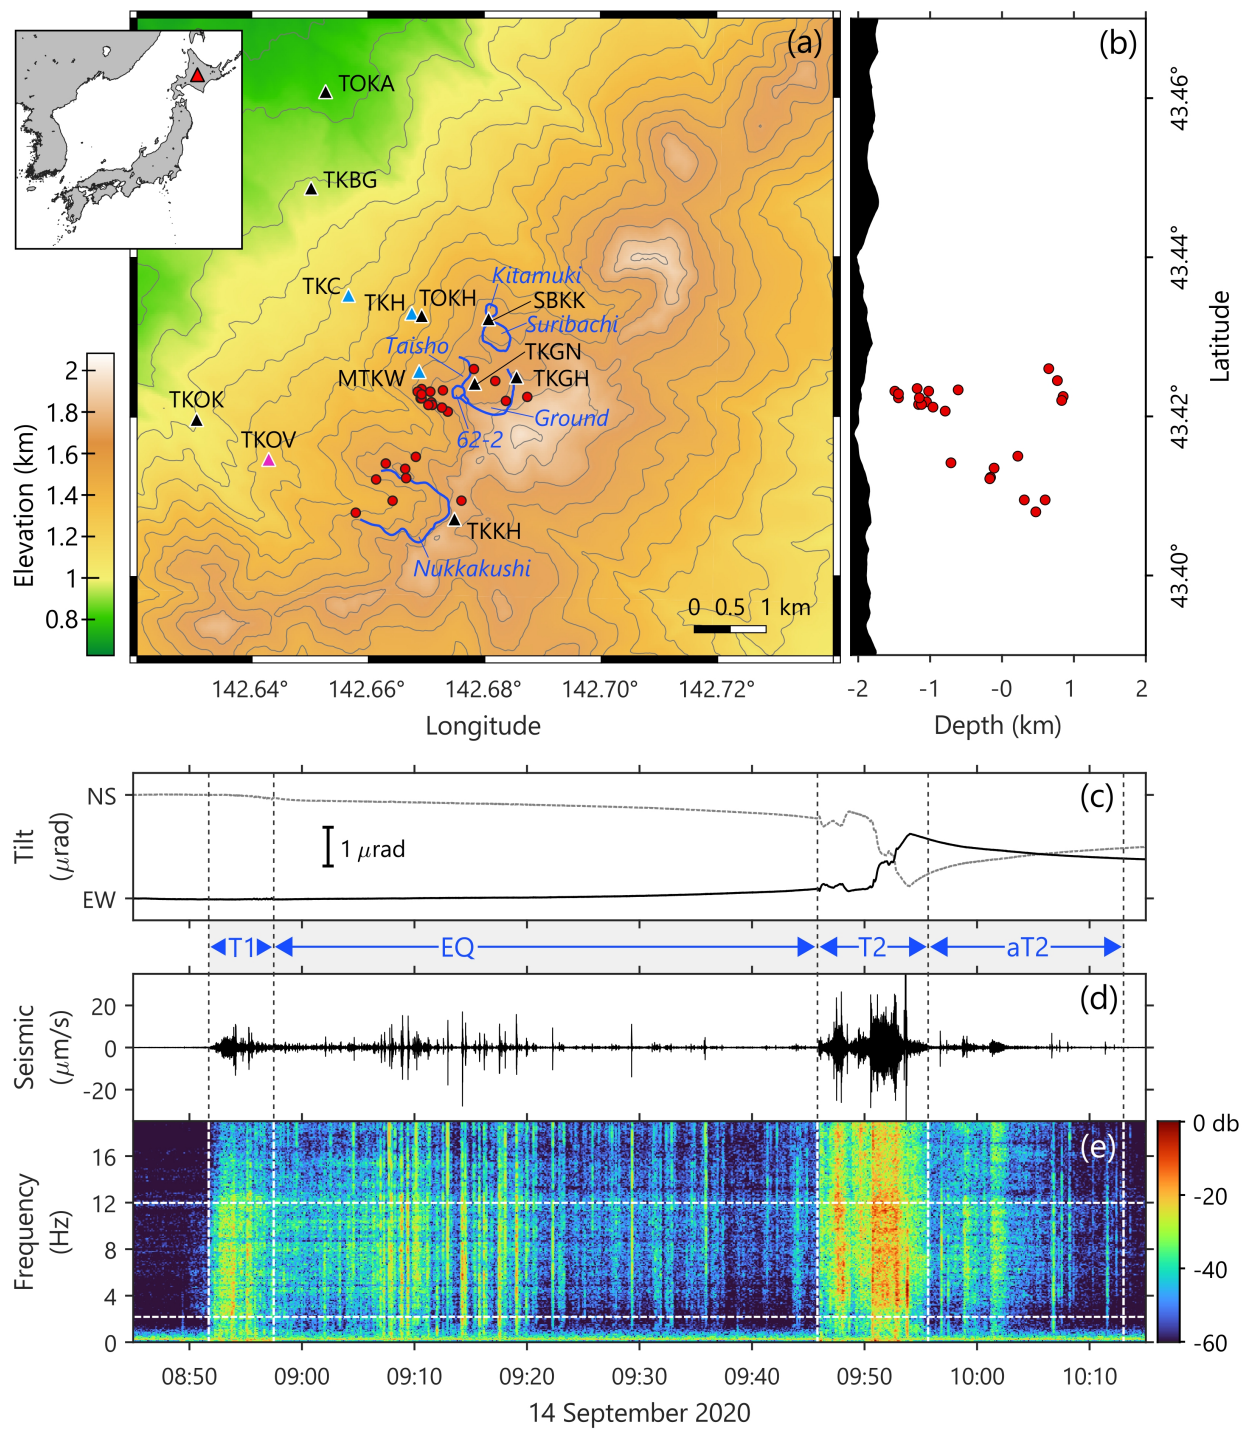 (a)
(b)
TOKA
TKBG
TKC
TKH
TOKH
Kitamuki
SBKK
Suribachi
Taisho
TKGN
MTKW
TKGH
TKOK
Ground
TKOV
62-2
TKKH
Nukkakushi
0 0.5 1 km
Elevation (km)
2
1.8
1.6
1.4
1.2
1
0.8
142.64° 142.66° 142.68° 142.70° 142.72°
Longitude
43.46°
43.44°
43.42°
43.40°
Latitude
-2 -1 -0 1 2
Depth (km)
(c)
NS
EW
Tilt
(μrad)
1 μrad
T1 EQ T2 aT2
(d)
Seismic
(μm/s)
20
0
-20
(e)
Frequency
(Hz)
16
12
8
4
0
0 db
-20
-40
-60
08:50 09:00 09:10 09:20 09:30 09:40 09:50 10:00 10:10
14 September 2020